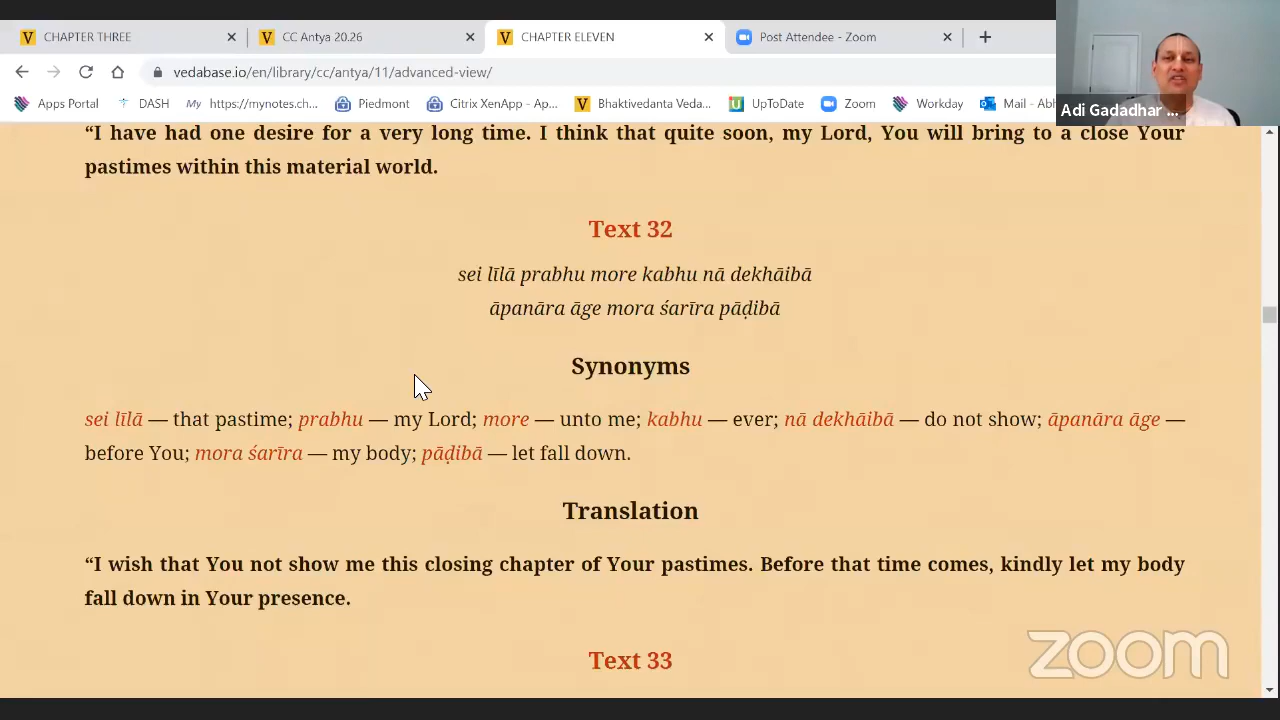 CHAPTER THREE
CC Antya 20.26
CHAPTER ELEVEN
Post Attendee - Zoom
vedabase.io/en/library/cc/antya/11/advanced-view/
Apps Portal
DASH
My https://mynotes.ch...
Piedmont
Citrix XenApp - Ap...
Bhaktivedanta Veda...
UpToDate
Zoom
Workday
Mail - Abh
Adi Gadadhar ...
“I have had one desire for a very long time. I think that quite soon, my Lord, You will bring to a close Your
pastimes within this material world.
Text 32
sei līlā prabhu more kabhu nā dekhāibā
āpanāra āge mora śarīra pāḍibā
Synonyms
sei līlā — that pastime; prabhu — my Lord; more — unto me; kabhu — ever; nā dekhāibā — do not show; āpanāra āge —
before You; mora śarīra — my body; pāḍibā — let fall down.
Translation
“I wish that You not show me this closing chapter of Your pastimes. Before that time comes, kindly let my body
fall down in Your presence.
Text 33
zoom